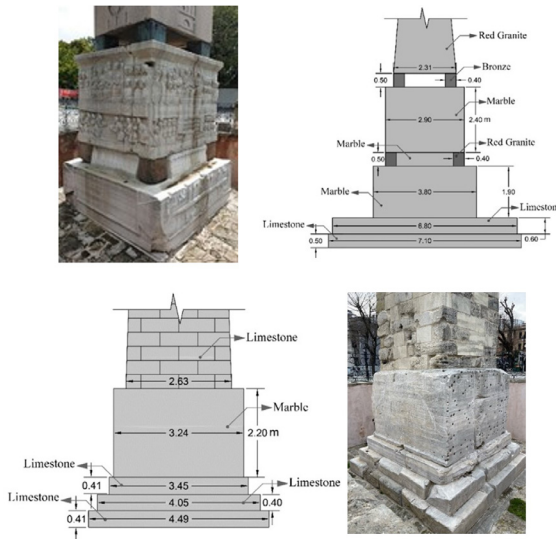 Red Granite
2.31
Bronze
0.50
0.40
Marble
2.90
2.40 m
Marble
Red Granite
0.50
0.40
Marble
3.80
1.90
Limeston
6.80
Limestone
0.50
7.10
0.60
Limestone
2.63
Marble
3.24
2.20 m
Limestone
0.41
3.45
Limestone
4.05
0.40
Limestone
0.41
4.49